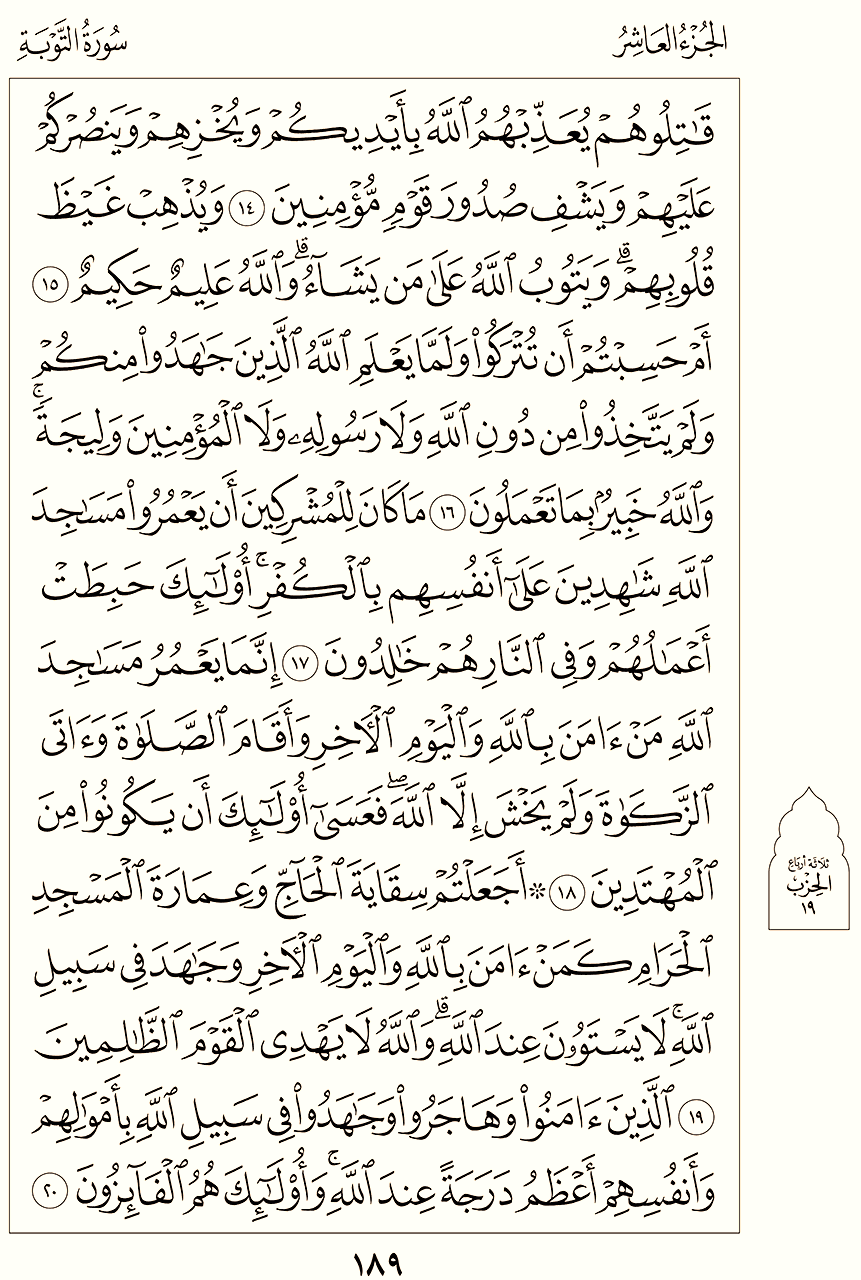 الجُزْءُ العَاشِرُ
سُورَةُ التَّوْبَةِ
قَٰتِلُوهُمْ يُعَذِّبْهُمُ ٱللَّهُ بِأَيْدِيكُمْ وَيُخْزِهِمْ وَيَنصُرْكُمْ
عَلَيْهِمْ وَيَشْفِ صُدُورَ قَوْمٍ مُّؤْمِنِينَ ١٤ وَيُذْهِبْ غَيْظَ
قُلُوبِهِمْۗ وَيَتُوبُ ٱللَّهُ عَلَىٰ مَن يَشَآءُۗ وَٱللَّهُ عَلِيمٌ حَكِيمٌ ١٥
أَمْ حَسِبْتُمْ أَن تُتْرَكُوا۟ وَلَمَّا يَعْلَمِ ٱللَّهُ ٱلَّذِينَ جَٰهَدُوا۟ مِنكُمْ
وَلَمْ يَتَّخِذُوا۟ مِن دُونِ ٱللَّهِ وَلَا رَسُولِهِۦ وَلَا ٱلْمُؤْمِنِينَ وَلِيجَةًۚ
وَٱللَّهُ خَبِيرٌۢ بِمَا تَعْمَلُونَ ١٦ مَا كَانَ لِلْمُشْرِكِينَ أَن يَعْمُرُوا۟ مَسَٰجِدَ
ٱللَّهِ شَٰهِدِينَ عَلَىٰٓ أَنفُسِهِم بِٱلْكُفْرِۚ أُو۟لَٰٓئِكَ حَبِطَتْ
أَعْمَٰلُهُمْ وَفِى ٱلنَّارِ هُمْ خَٰلِدُونَ ١٧ إِنَّمَا يَعْمُرُ مَسَٰجِدَ
ٱللَّهِ مَنْ ءَامَنَ بِٱللَّهِ وَٱلْيَوْمِ ٱلْءَاخِرِ وَأَقَامَ ٱلصَّلَوٰةَ وَءَاتَى
ٱلزَّكَوٰةَ وَلَمْ يَخْشَ إِلَّا ٱللَّهَۖ فَعَسَىٰٓ أُو۟لَٰٓئِكَ أَن يَكُونُوا۟ مِنَ
ٱلْمُهْتَدِينَ ١٨ ۞ أَجَعَلْتُمْ سِقَايَةَ ٱلْحَآجِّ وَعِمَارَةَ ٱلْمَسْجِدِ
ٱلْحَرَامِ كَمَنْ ءَامَنَ بِٱللَّهِ وَٱلْيَوْمِ ٱلْءَاخِرِ وَجَٰهَدَ فِى سَبِيلِ
ٱللَّهِۚ لَا يَسْتَوُۥنَ عِندَ ٱللَّهِۗ وَٱللَّهُ لَا يَهْدِى ٱلْقَوْمَ ٱلظَّٰلِمِينَ
١٩ ٱلَّذِينَ ءَامَنُوا۟ وَهَاجَرُوا۟ وَجَٰهَدُوا۟ فِى سَبِيلِ ٱللَّهِ بِأَمْوَٰلِهِمْ
وَأَنفُسِهِمْ أَعْظَمُ دَرَجَةً عِندَ ٱللَّهِۚ وَأُو۟لَٰٓئِكَ هُمُ ٱلْفَآئِزُونَ ٢٠
ثلاثة أرباع
الحِزْب
١٩
١٨٩